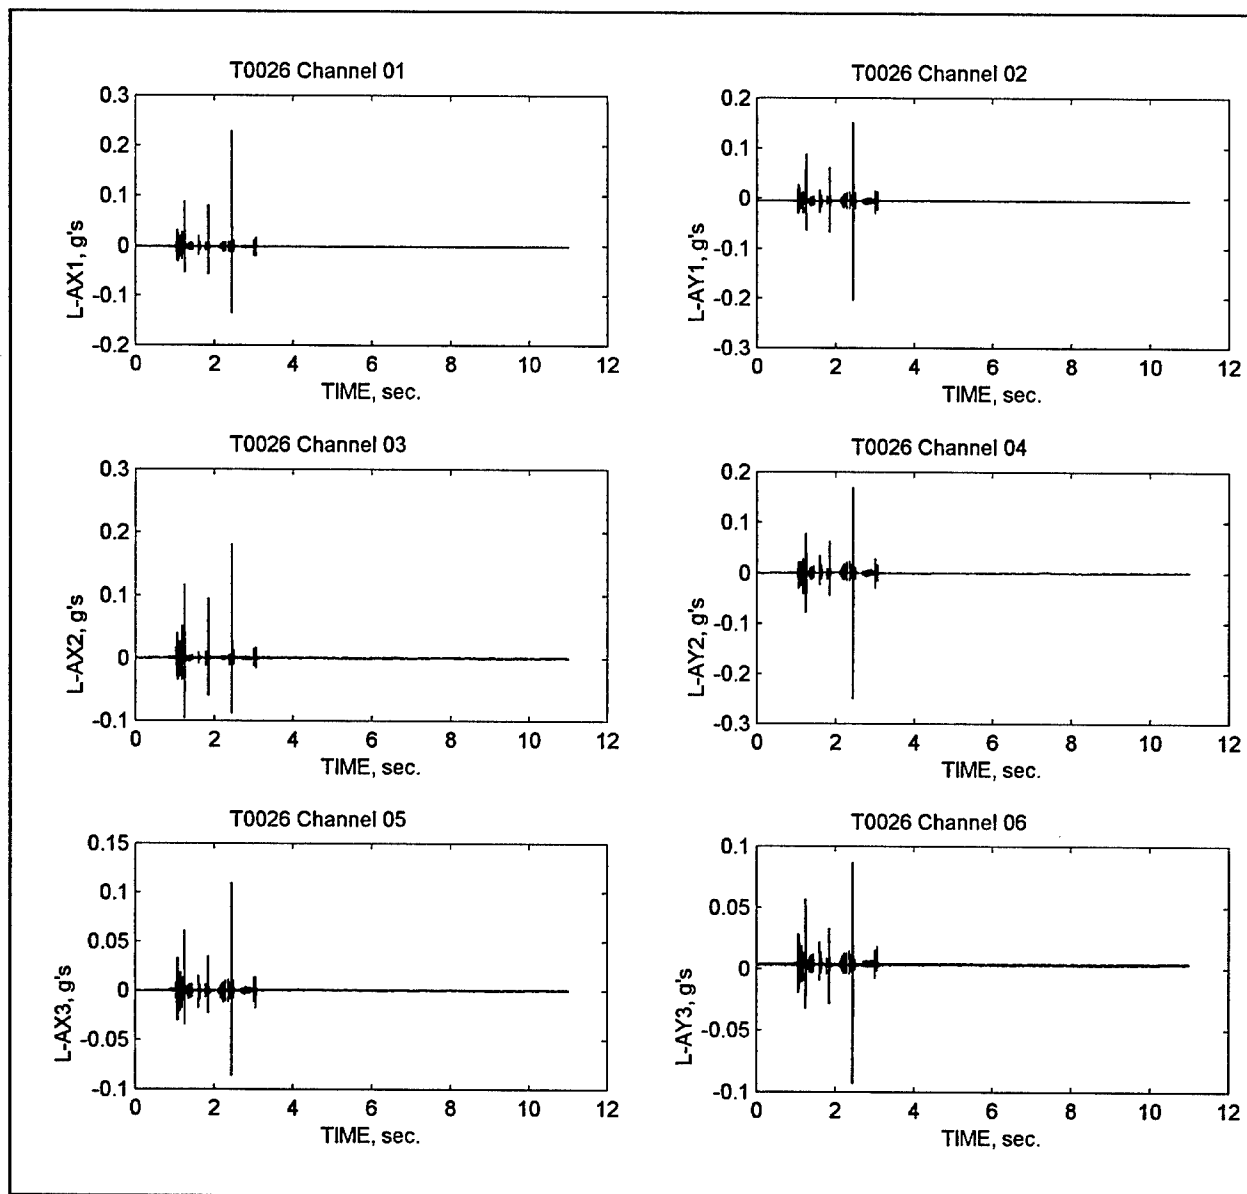 T0026 Channel 01
0.3
0.2
0.1
0
-0.1
-0.2
L-AX1, g's
0 2 4 6 8 10 12
TIME, sec.
T0026 Channel 02
0.2
0.1
0
-0.1
-0.2
-0.3
L-AY1, g's
0 2 4 6 8 10 12
TIME, sec.
T0026 Channel 03
0.3
0.2
0.1
0
-0.1
L-AX2, g's
0 2 4 6 8 10 12
TIME, sec.
T0026 Channel 04
0.2
0.1
0
-0.1
-0.2
-0.3
L-AY2, g's
0 2 4 6 8 10 12
TIME, sec.
T0026 Channel 05
0.15
0.1
0.05
0
-0.05
-0.1
L-AX3, g's
0 2 4 6 8 10 12
TIME, sec.
T0026 Channel 06
0.1
0.05
0
-0.05
-0.1
L-AY3, g's
0 2 4 6 8 10 12
TIME, sec.